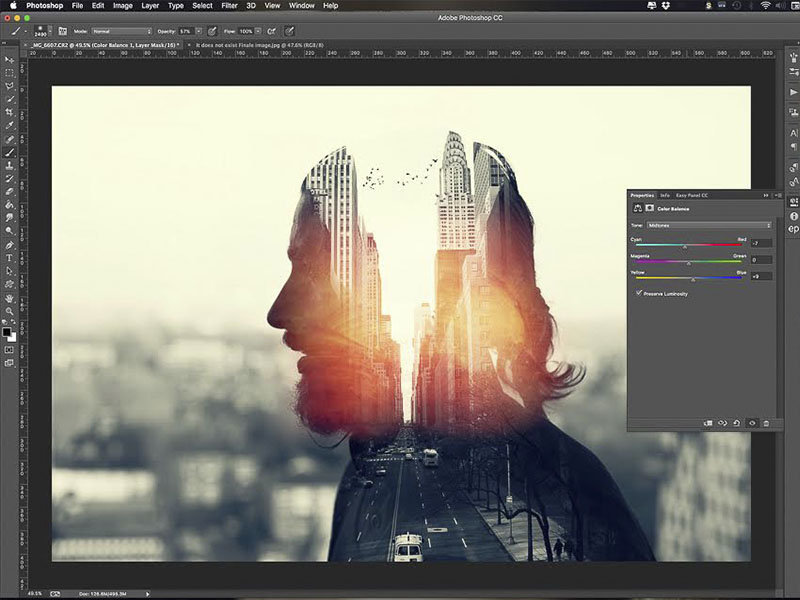 Photoshop File Edit Image Layer Type Select Filter 3D View Window Help
Adobe Photoshop CC
2490 Mode: Normal Opacity: 57% Flow: 100%
_MG_6607.CR2 @ 49.5% (Color Balance 1, Layer Mask/16) * × It does not exist Finale image.jpg @ 47.6% (RGB/8)
HOTEL
Properties Info Easy Panel CC
Color Balance
Tone: Midtones
Cyan Red -7
Magenta Green 0
Yellow Blue +9
Preserve Luminosity
49.5% Doc: 126.6M/495.3M